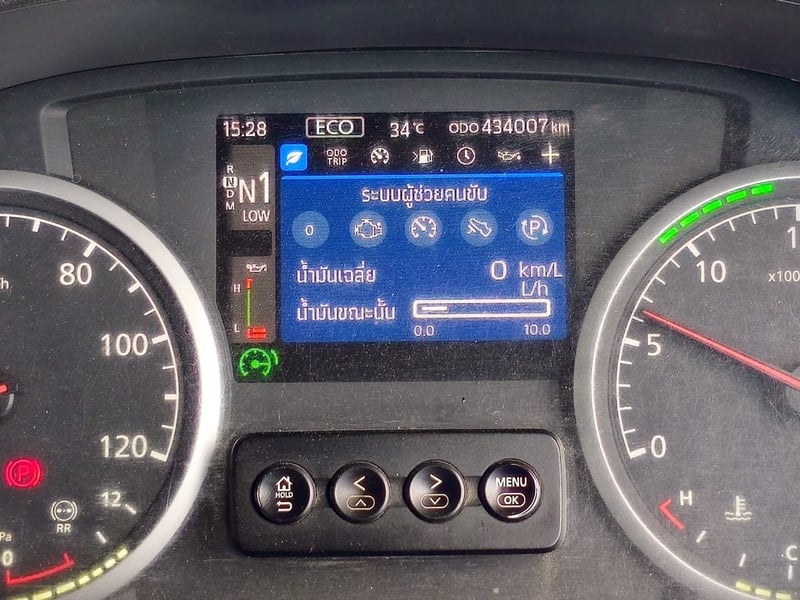 15:28 ECO 34°C ODO 434007 km
ODO
TRIP
R
N
D
M
N1
LOW
ระบบผู้ช่วยคนขับ
0
P
น้ำมันเฉลี่ย 0 km/L
L/h
น้ำมันขณะนั้น
0.0 10.0
H
L
80
100
120
P
RR
12
0
HOLD
<
>
MENU
OK
10
x100
5
0
H
C